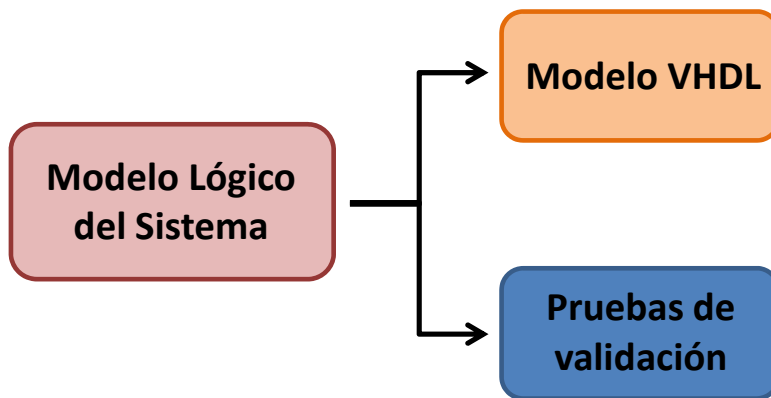 Modelo VHDL
Modelo Lógico
del Sistema
Pruebas de
validación